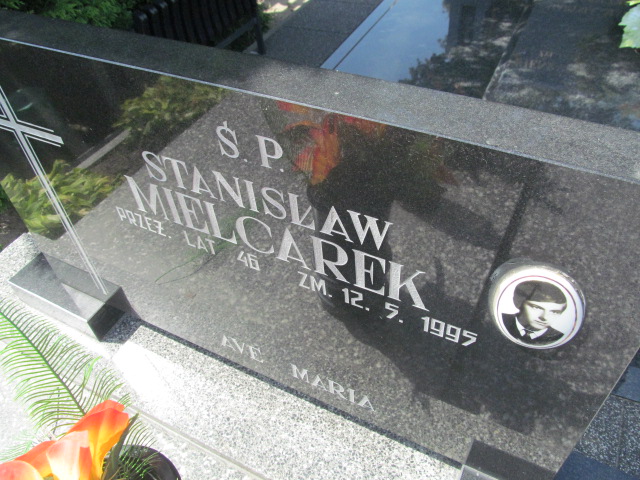 Ś. P.
STANISŁAW
MIELCAREK
PRZEŻ. LAT 46 ZM. 12. 5. 1995
AVE MARIA